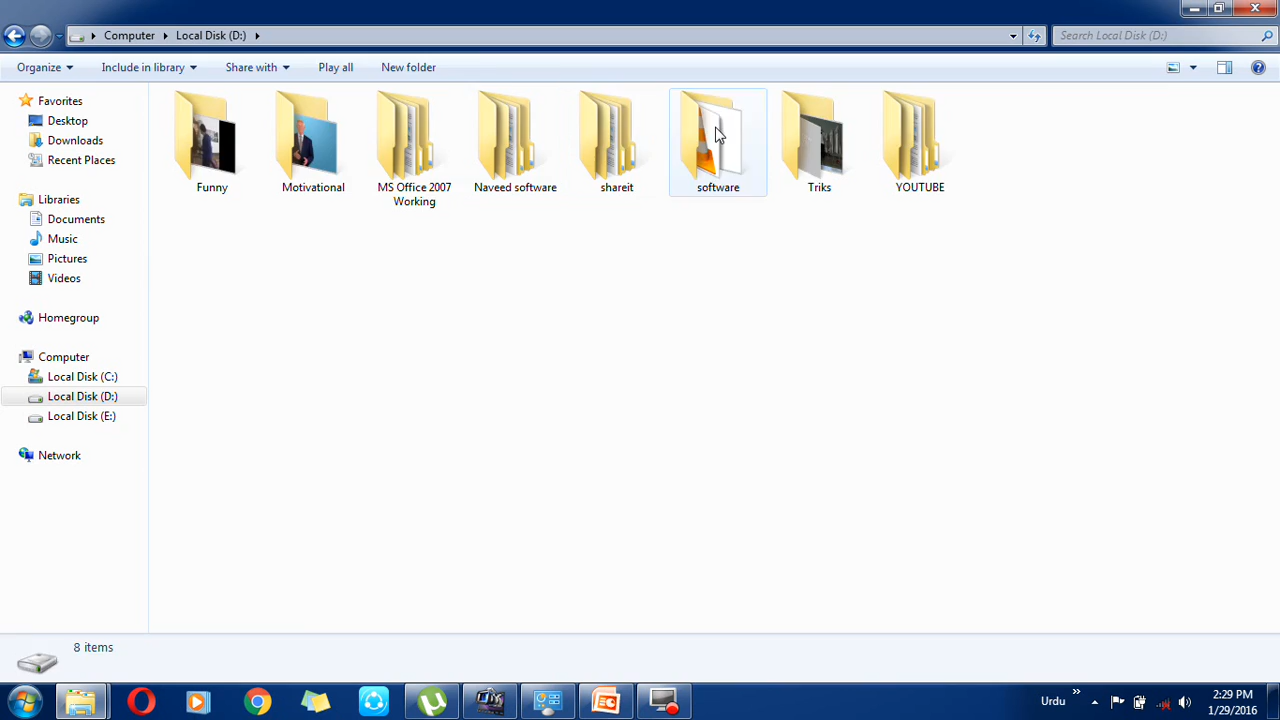 Computer
Local Disk (D:)
Search Local Disk (D:)
Organize
Include in library
Share with
Play all
New folder
Favorites
Desktop
Downloads
Recent Places
Libraries
Documents
Music
Pictures
Videos
Homegroup
Computer
Local Disk (C:)
Local Disk (D:)
Local Disk (E:)
Network
Funny
Motivational
MS Office 2007
Working
Naveed software
shareit
software
Triks
YOUTUBE
8 items
Urdu
2:29 PM
1/29/2016